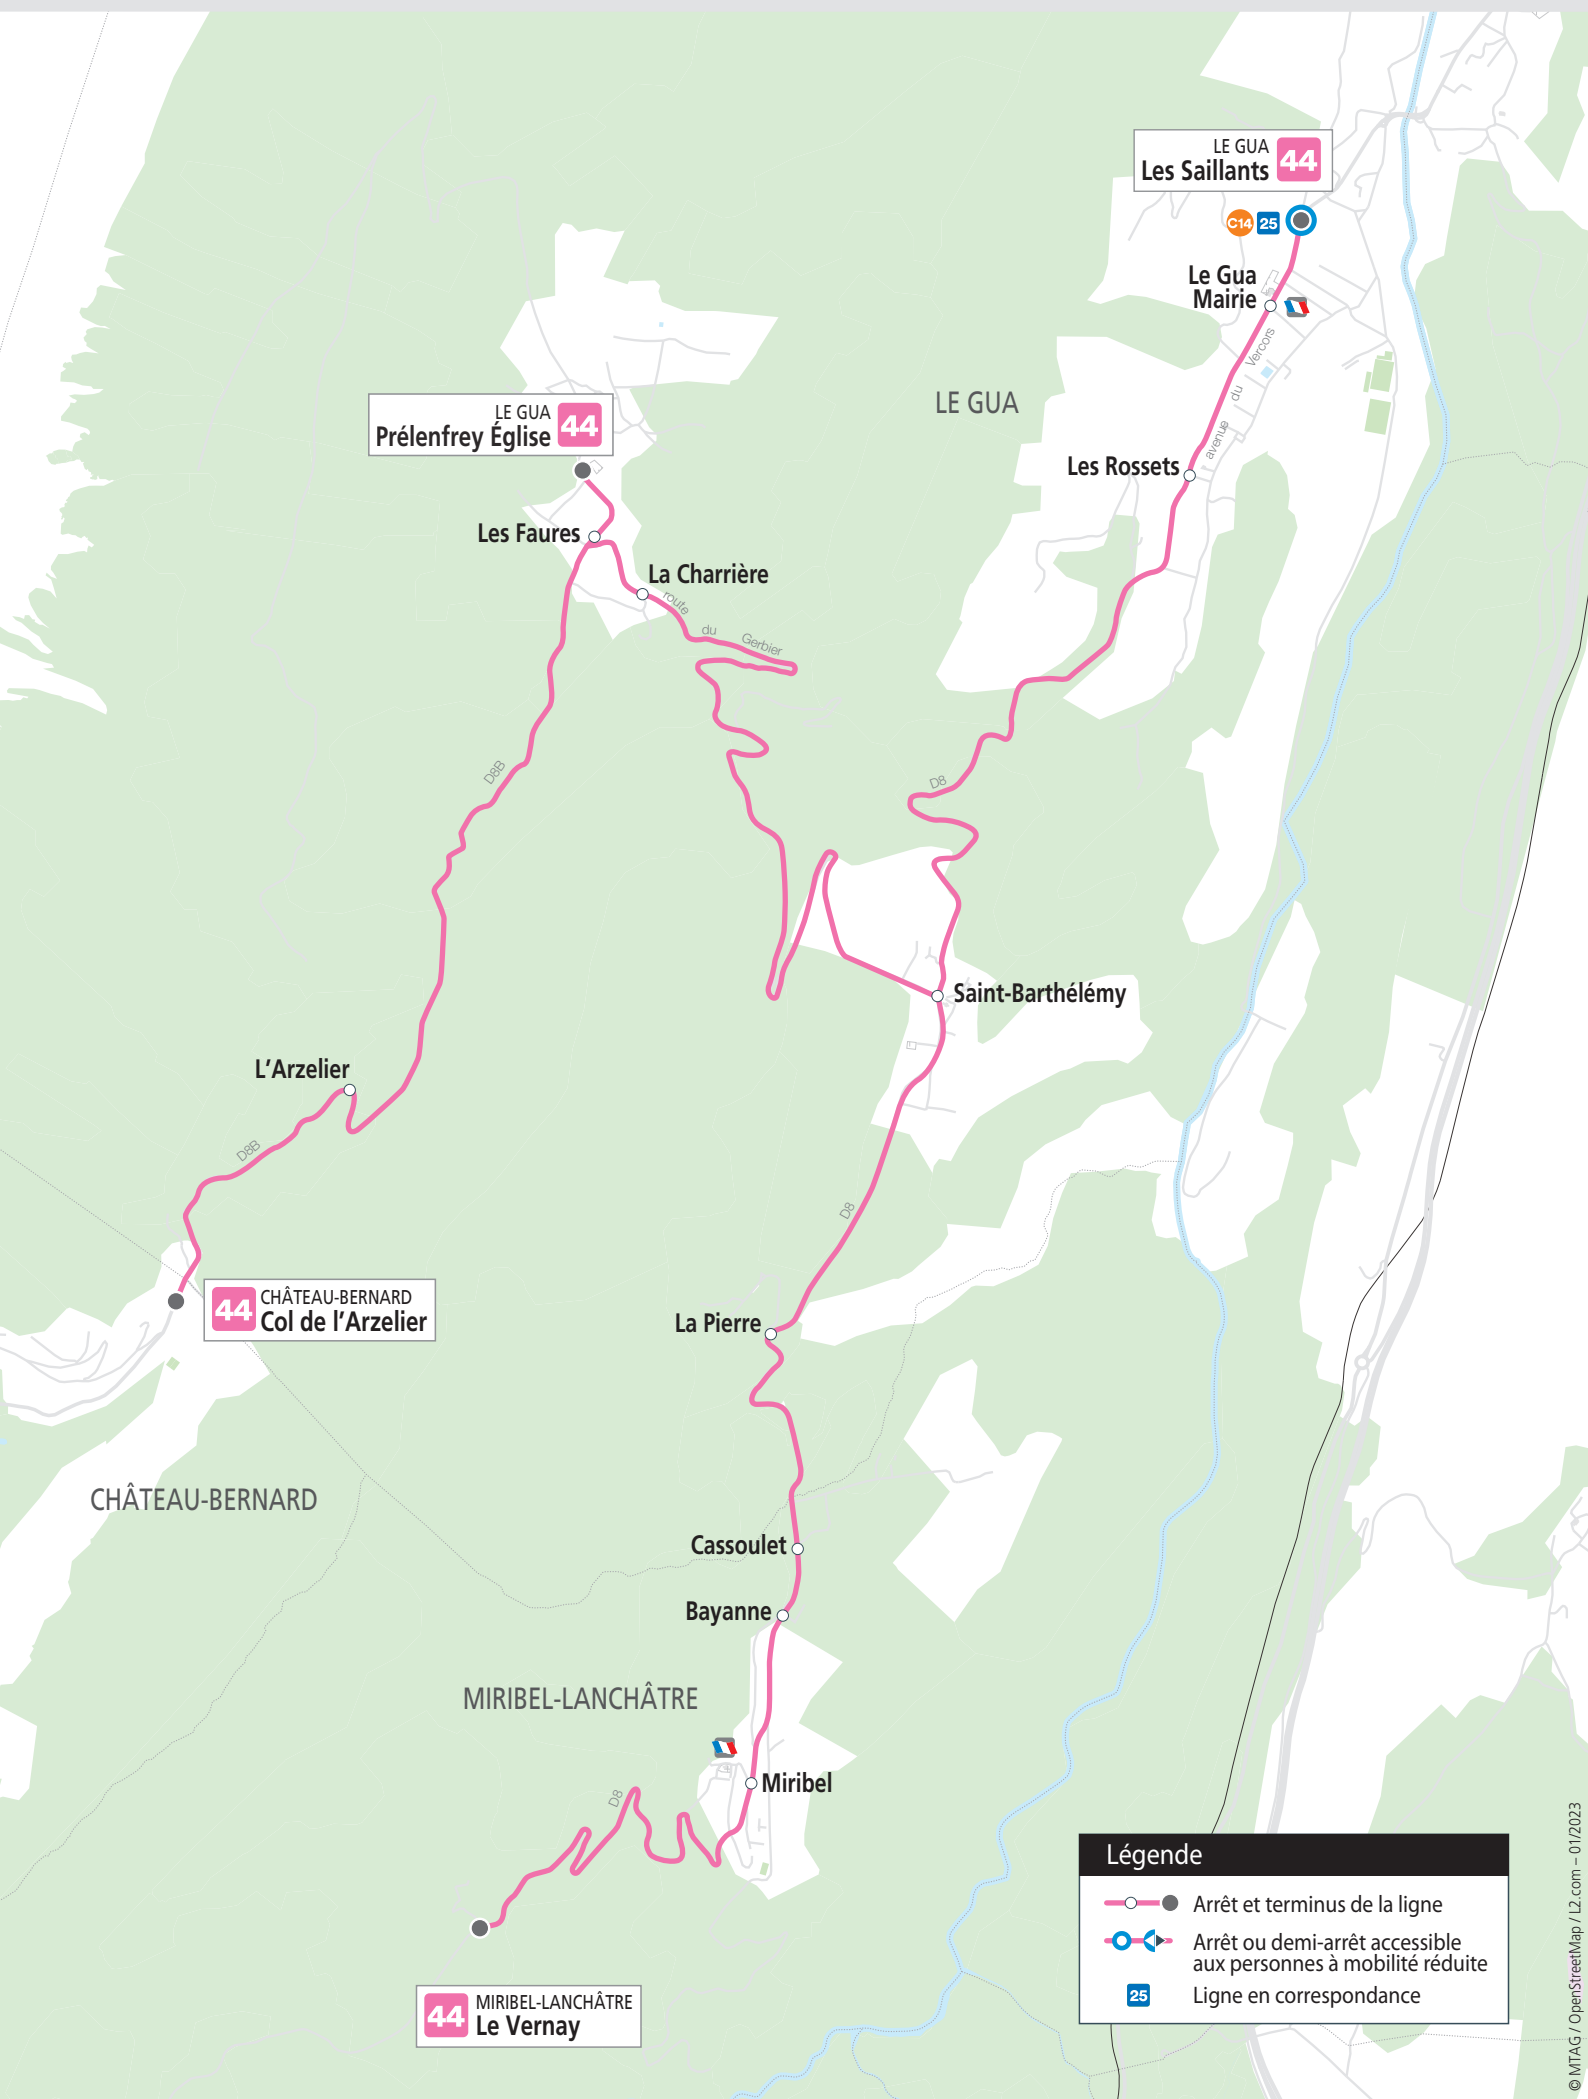 LE GUA
Les Saillants
44
C14
25
Le Gua
Mairie
avenue du Vercors
LE GUA
LE GUA
Prélenfrey Église
44
Les Rossets
Les Faures
La Charrière
route du Gerbier
D8B
D8
Saint-Barthélémy
L'Arzelier
D8B
D8
44
CHÂTEAU-BERNARD
Col de l'Arzelier
La Pierre
CHÂTEAU-BERNARD
Cassoulet
Bayanne
MIRIBEL-LANCHÂTRE
Miribel
D8
44
MIRIBEL-LANCHÂTRE
Le Vernay
Légende
Arrêt et terminus de la ligne
Arrêt ou demi-arrêt accessible
aux personnes à mobilité réduite
25
Ligne en correspondance
© MTAG / OpenStreetMap / L2.com – 01/2023